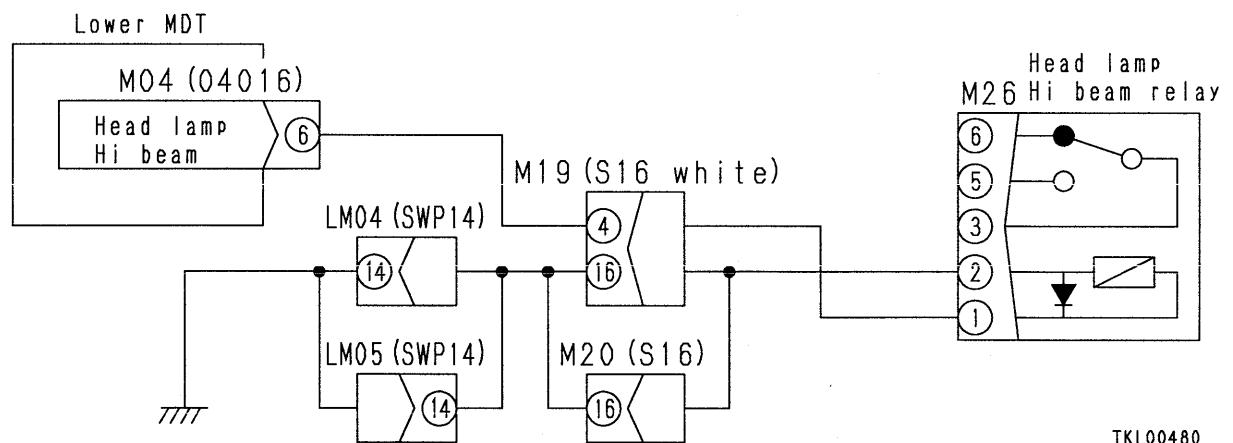 Lower MDT
M04 (04016)
Head lamp
Hi beam
6
M19 (S16 white)
4
16
LM04 (SWP14)
14
LM05 (SWP14)
14
M20 (S16)
16
Head lamp
M26 Hi beam relay
6
5
3
2
1
TKL00480